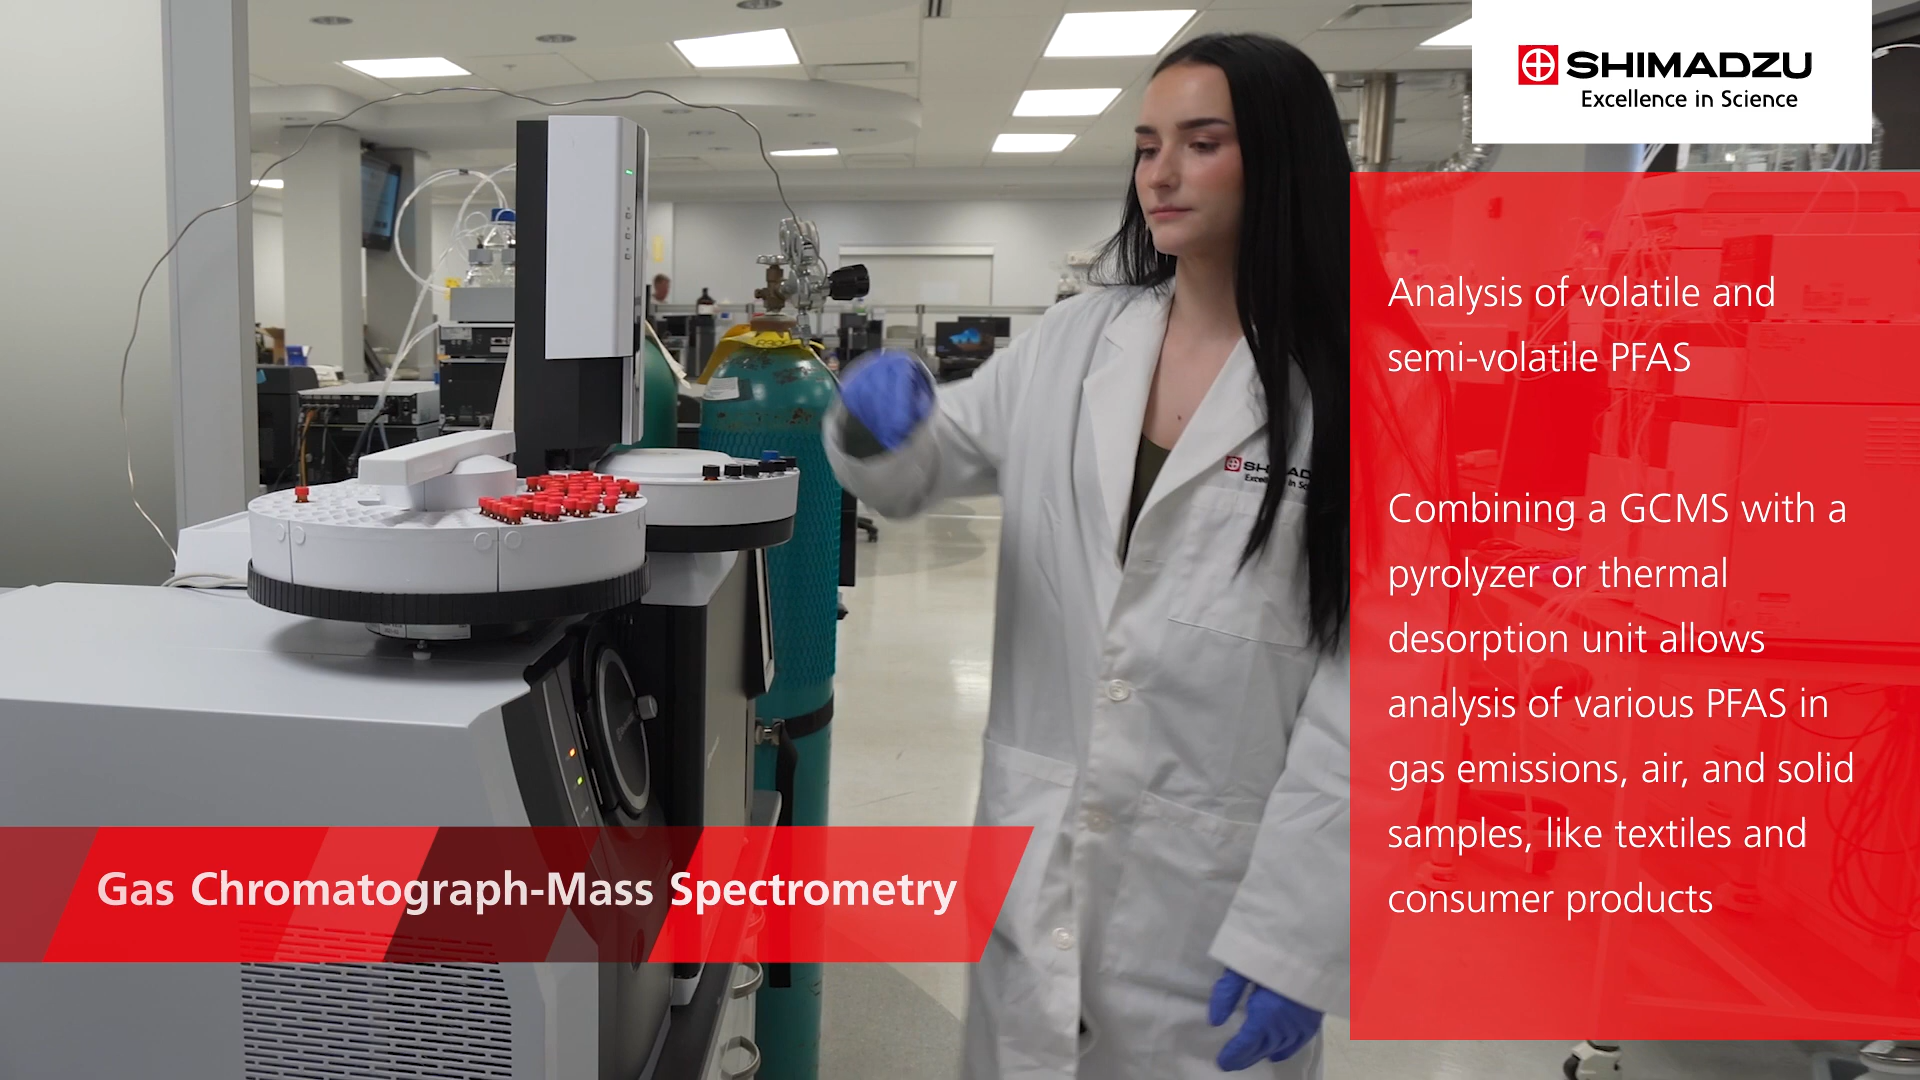 SHIMADZU
Excellence in Science
Analysis of volatile and
semi-volatile PFAS
Combining a GCMS with a
pyrolyzer or thermal
desorption unit allows
analysis of various PFAS in
gas emissions, air, and solid
samples, like textiles and
consumer products
Gas Chromatograph-Mass Spectrometry